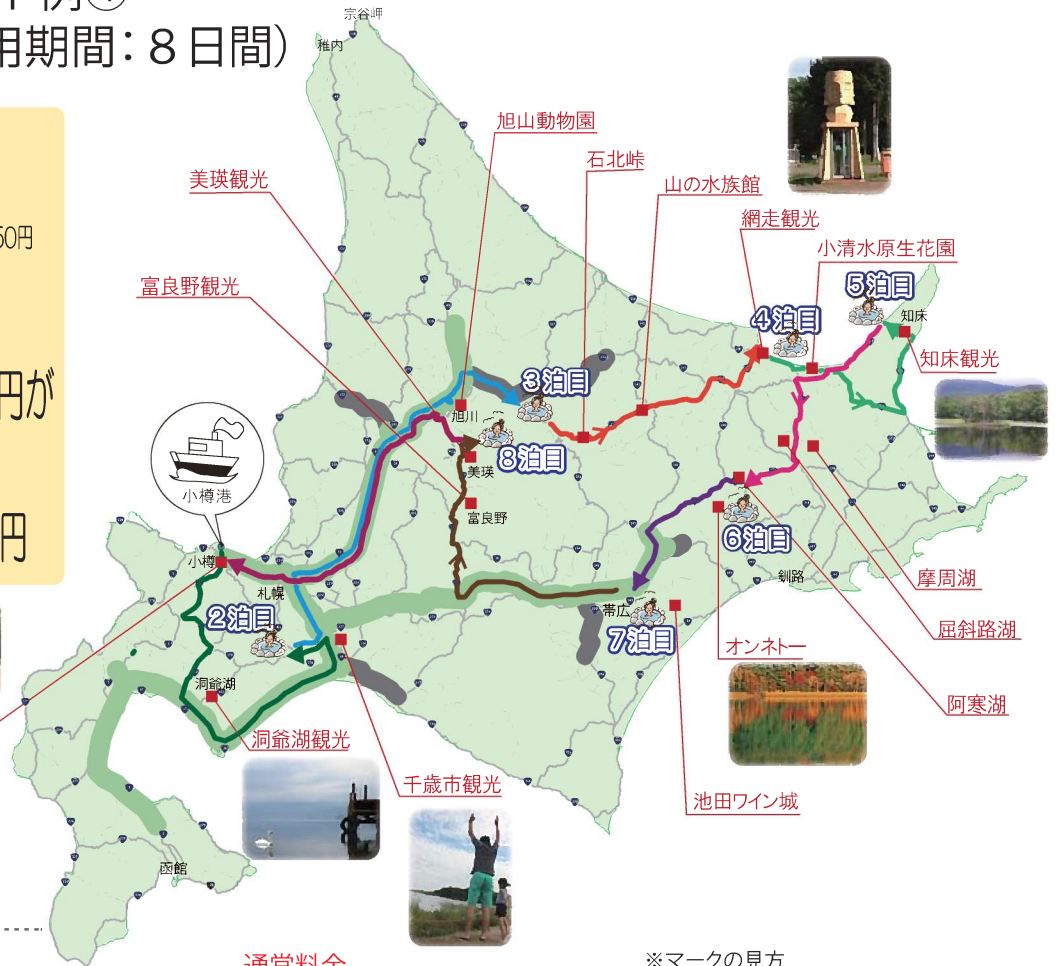 用期間：８日間）
宗谷岬
稚内
50円
円が
円
旭山動物園
石北峠
美瑛観光
山の水族館
網走観光
小清水原生花園
富良野観光
5泊目
知床
4泊目
知床観光
3泊目
旭川
8泊目
美瑛
小樽港
富良野
6泊目
小樽
釧路
札幌
摩周湖
2泊目
帯広
7泊目
屈斜路湖
オンネトー
洞爺湖
阿寒湖
洞爺湖観光
千歳市観光
池田ワイン城
函館
通常料金
※マークの見方